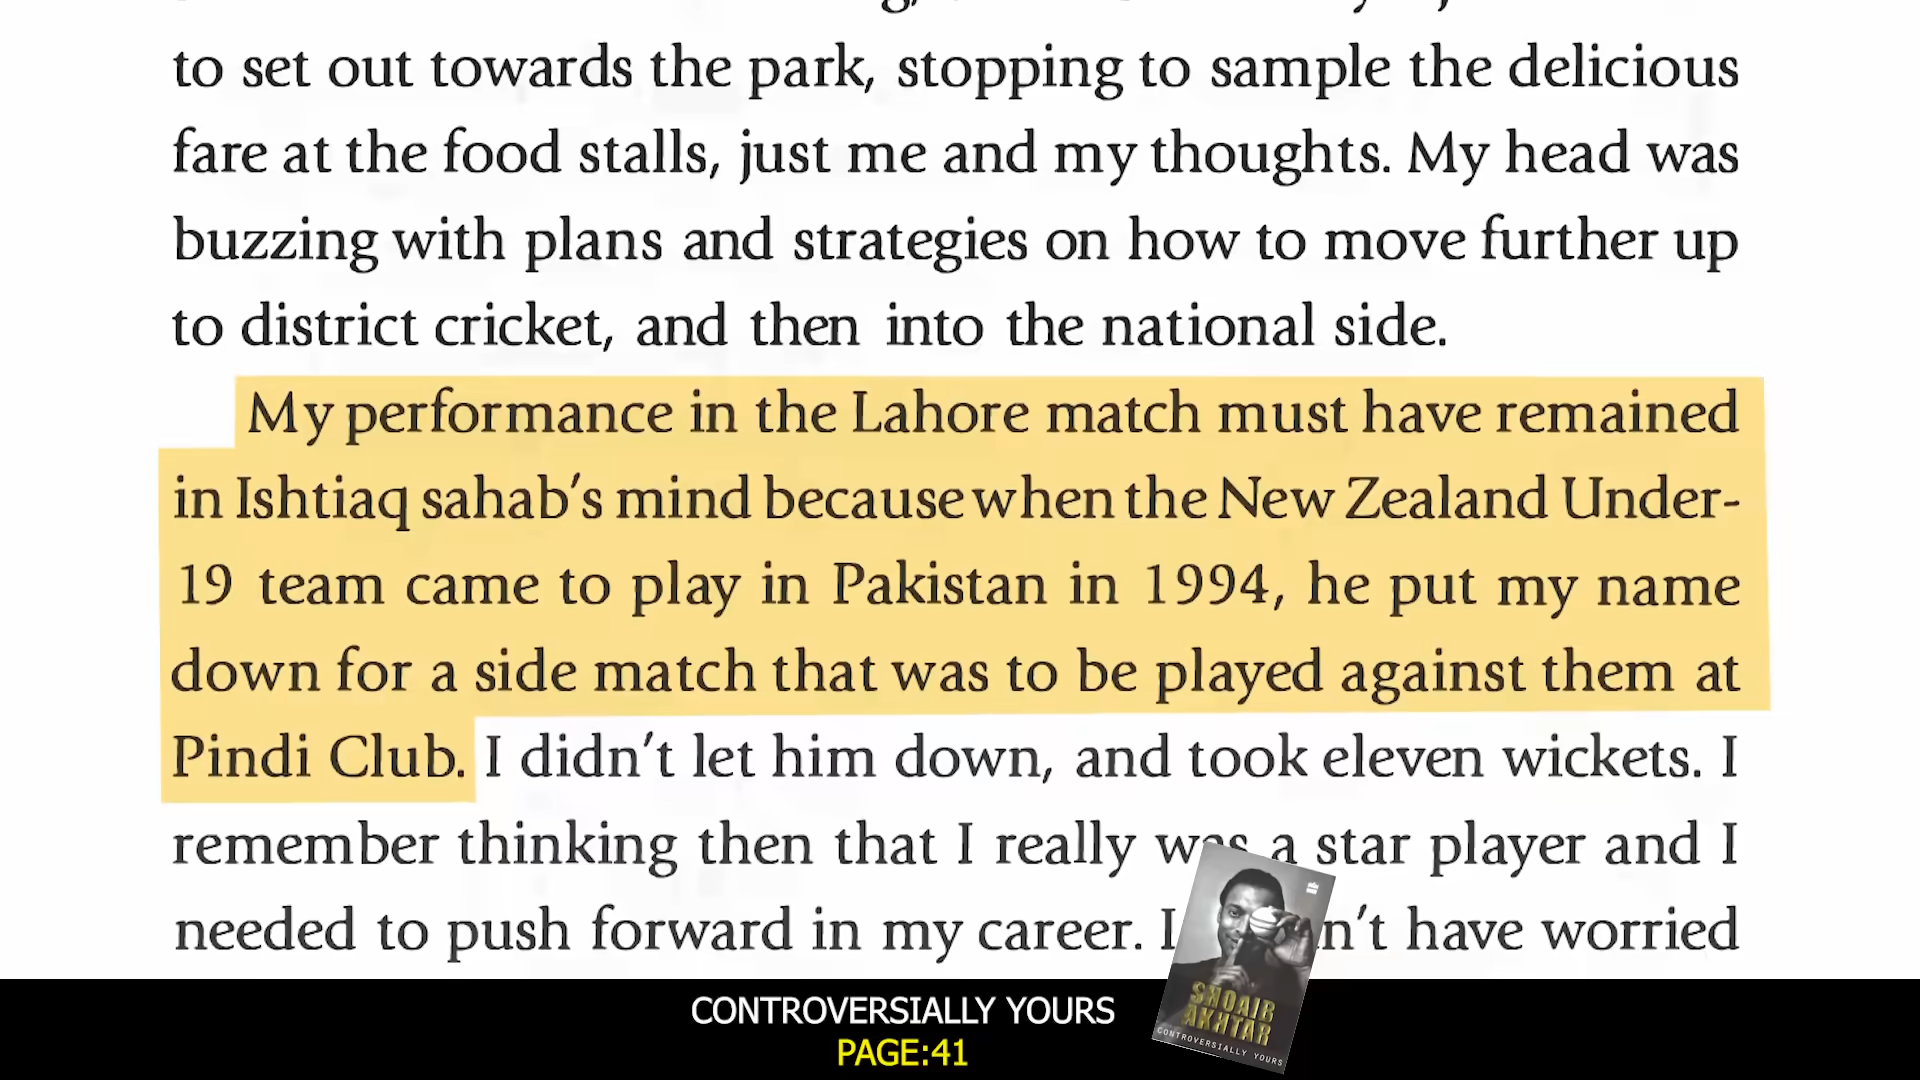 to set out towards the park, stopping to sample the delicious
fare at the food stalls, just me and my thoughts. My head was
buzzing with plans and strategies on how to move further up
to district cricket, and then into the national side.
My performance in the Lahore match must have remained
in Ishtiaq sahab's mind because when the New Zealand Under-
19 team came to play in Pakistan in 1994, he put my name
down for a side match that was to be played against them at
Pindi Club. I didn't let him down, and took eleven wickets. I
remember thinking then that I really was a star player and I
needed to push forward in my career. I n't have worried
CONTROVERSIALLY YOURS
PAGE:41
SHOAIB
AKHTAR
CONTROVERSIALLY YOURS